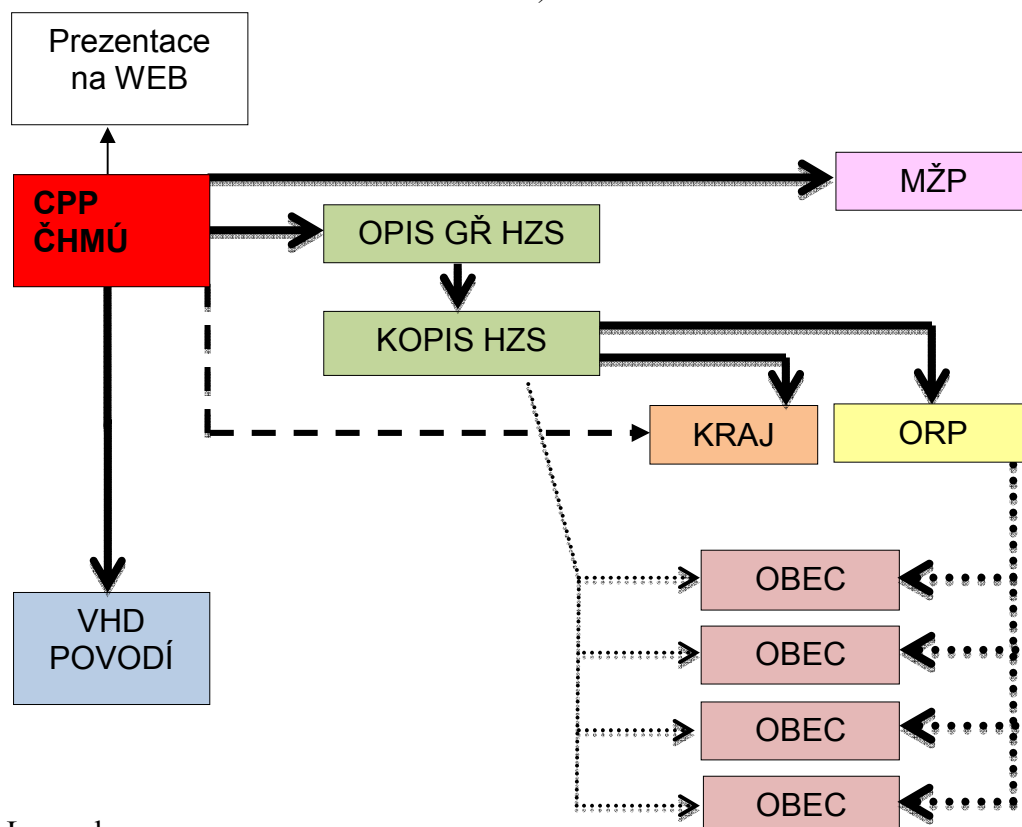 Prezentace
na WEB
CPP
ČHMÚ
MŽP
OPIS GŘ HZS
KOPIS HZS
KRAJ
ORP
VHD
POVODÍ
OBEC
OBEC
OBEC
OBEC